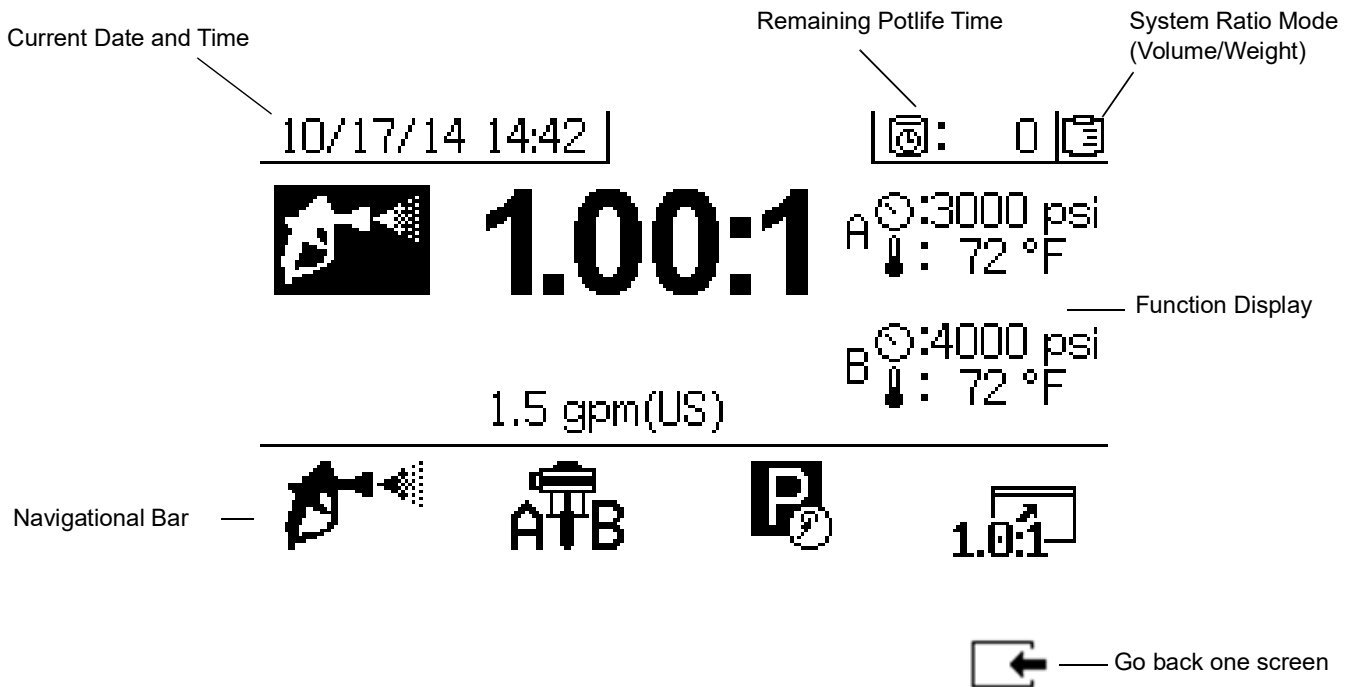 Remaining Potlife Time
System Ratio Mode
(Volume/Weight)
Current Date and Time
10/17/14 14:42
: 0
1.00:1
A :3000 psi
: 72 °F
Function Display
B :4000 psi
: 72 °F
1.5 gpm(US)
Navigational Bar
A B
P
1.0:1
Go back one screen